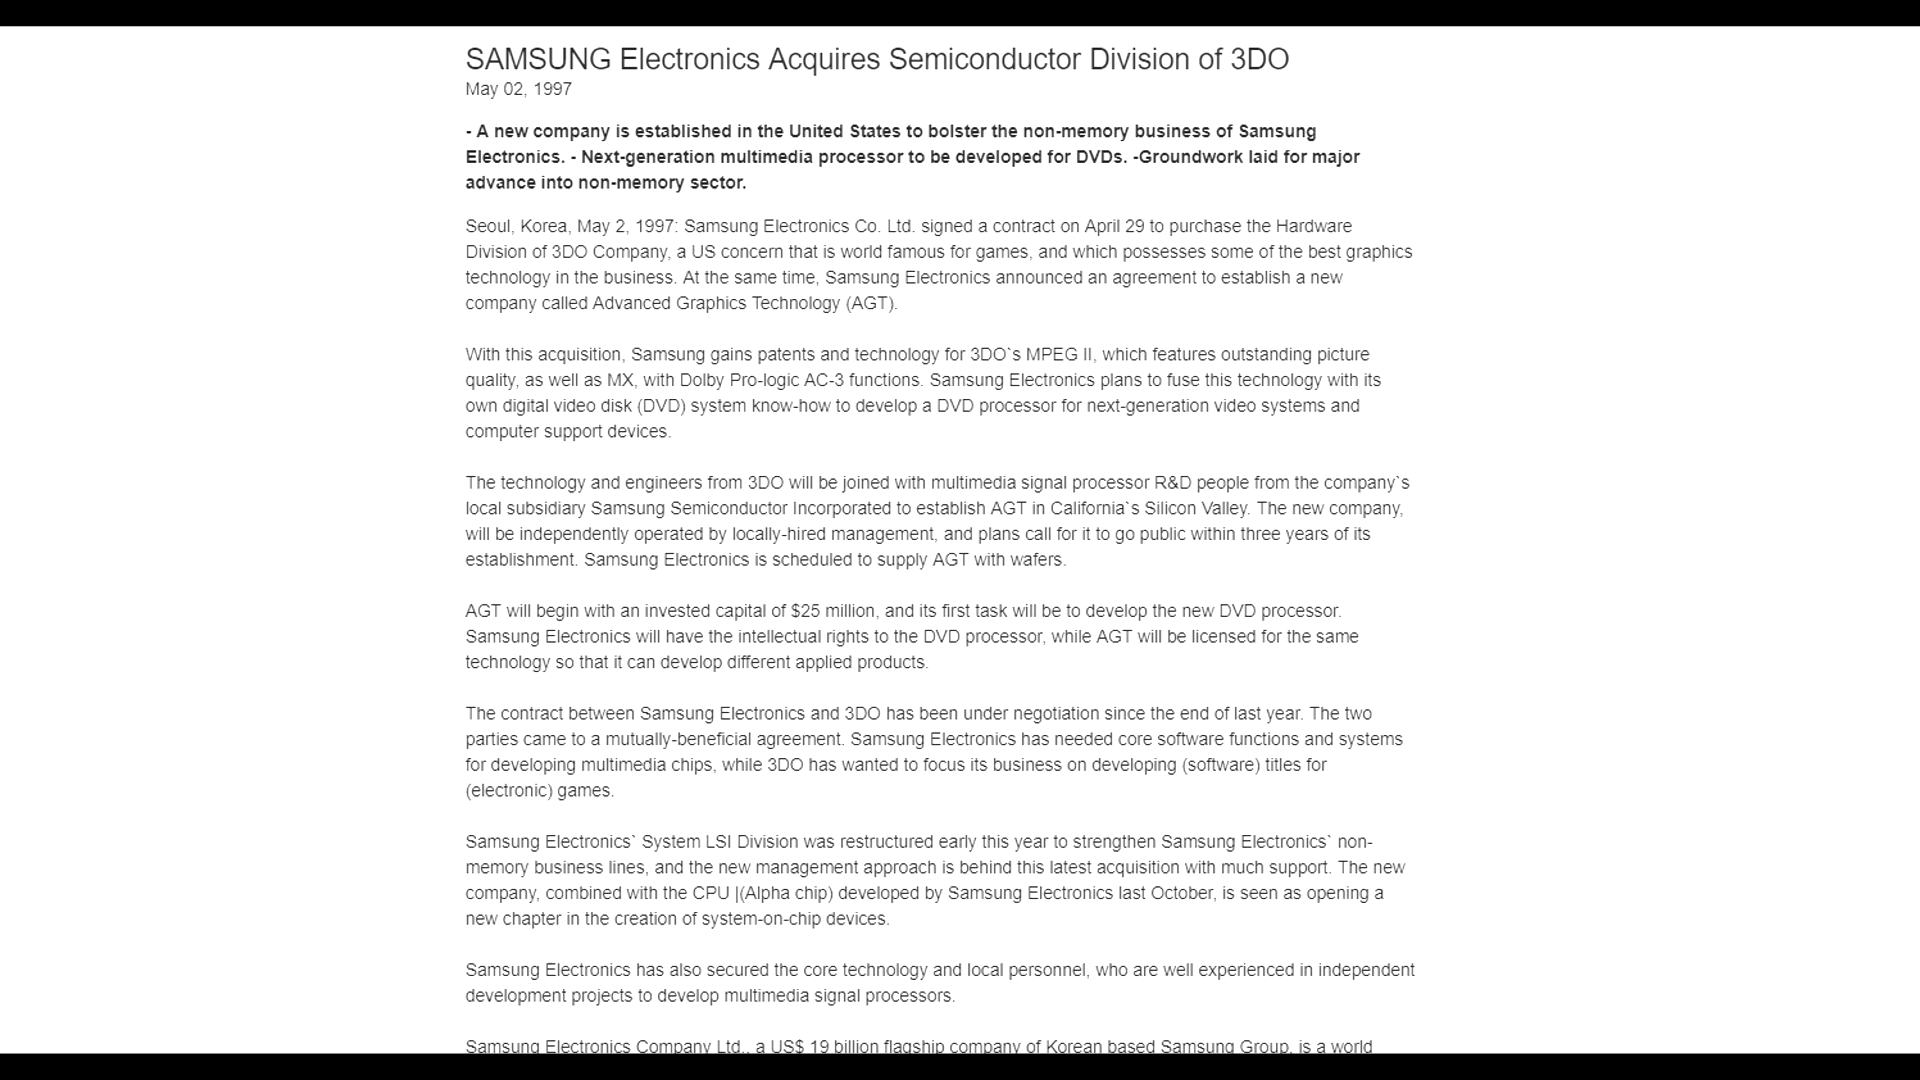 SAMSUNG Electronics Acquires Semiconductor Division of 3DO
May 02, 1997
- A new company is established in the United States to bolster the non-memory business of Samsung
Electronics. - Next-generation multimedia processor to be developed for DVDs. -Groundwork laid for major
advance into non-memory sector.
Seoul, Korea, May 2, 1997: Samsung Electronics Co. Ltd. signed a contract on April 29 to purchase the Hardware
Division of 3DO Company, a US concern that is world famous for games, and which possesses some of the best graphics
technology in the business. At the same time, Samsung Electronics announced an agreement to establish a new
company called Advanced Graphics Technology (AGT).
With this acquisition, Samsung gains patents and technology for 3DO`s MPEG II, which features outstanding picture
quality, as well as MX, with Dolby Pro-logic AC-3 functions. Samsung Electronics plans to fuse this technology with its
own digital video disk (DVD) system know-how to develop a DVD processor for next-generation video systems and
computer support devices.
The technology and engineers from 3DO will be joined with multimedia signal processor R&D people from the company`s
local subsidiary Samsung Semiconductor Incorporated to establish AGT in California`s Silicon Valley. The new company,
will be independently operated by locally-hired management, and plans call for it to go public within three years of its
establishment. Samsung Electronics is scheduled to supply AGT with wafers.
AGT will begin with an invested capital of $25 million, and its first task will be to develop the new DVD processor.
Samsung Electronics will have the intellectual rights to the DVD processor, while AGT will be licensed for the same
technology so that it can develop different applied products.
The contract between Samsung Electronics and 3DO has been under negotiation since the end of last year. The two
parties came to a mutually-beneficial agreement. Samsung Electronics has needed core software functions and systems
for developing multimedia chips, while 3DO has wanted to focus its business on developing (software) titles for
(electronic) games.
Samsung Electronics` System LSI Division was restructured early this year to strengthen Samsung Electronics` non-
memory business lines, and the new management approach is behind this latest acquisition with much support. The new
company, combined with the CPU |(Alpha chip) developed by Samsung Electronics last October, is seen as opening a
new chapter in the creation of system-on-chip devices.
Samsung Electronics has also secured the core technology and local personnel, who are well experienced in independent
development projects to develop multimedia signal processors.
Samsung Electronics Company Ltd., a US$ 19 billion flagship company of Korean based Samsung Group, is a world